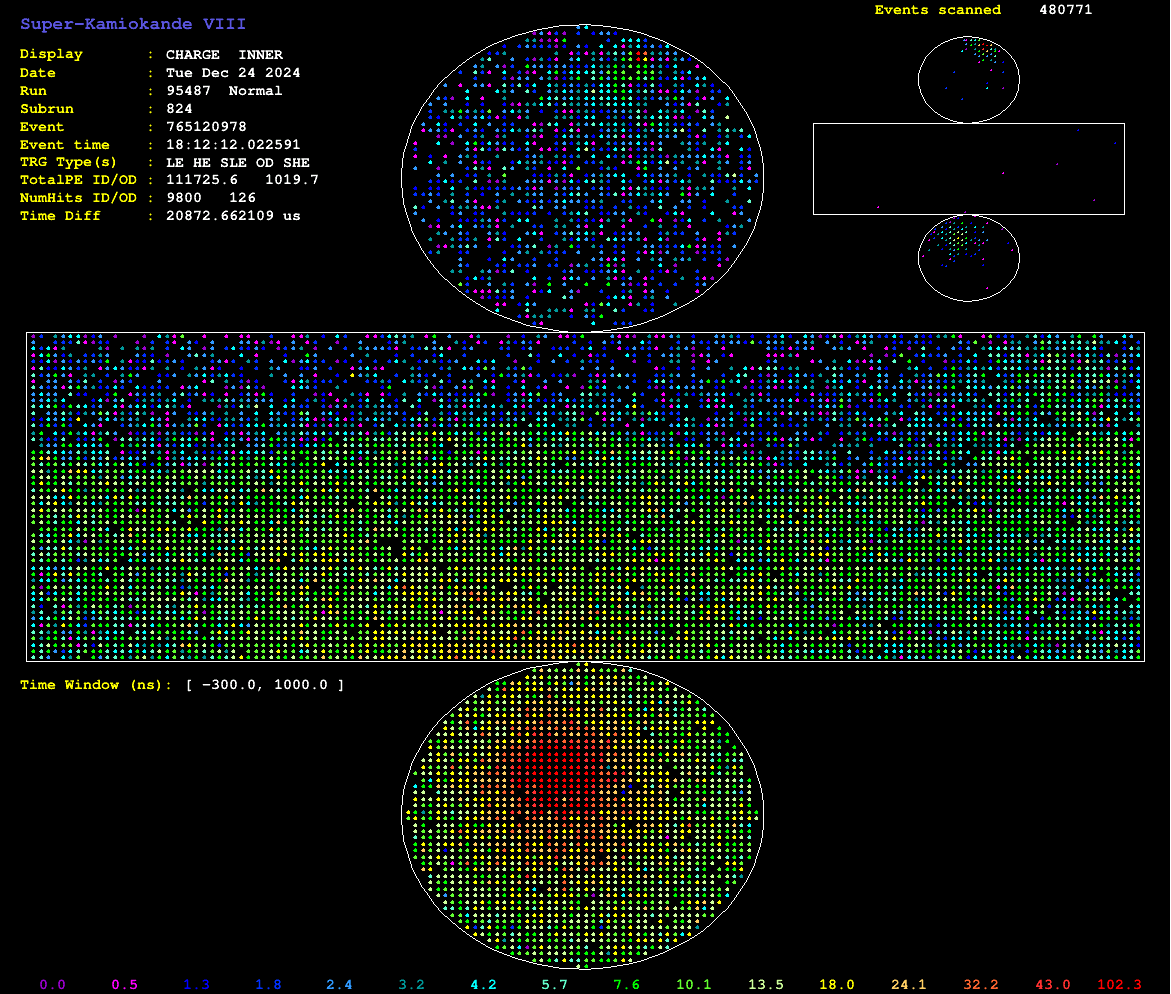 Super-Kamiokande VIII
Events scanned 480771
Display : CHARGE INNER
Date : Tue Dec 24 2024
Run : 95487 Normal
Subrun : 824
Event : 765120978
Event time : 18:12:12.022591
TRG Type(s) : LE HE SLE OD SHE
TotalPE ID/OD : 111725.6 1019.7
NumHits ID/OD : 9800 126
Time Diff : 20872.662109 us
Time Window (ns): [ −300.0, 1000.0 ]
0.0 0.5 1.3 1.8 2.4 3.2 4.2 5.7 7.6 10.1 13.5 18.0 24.1 32.2 43.0 102.3